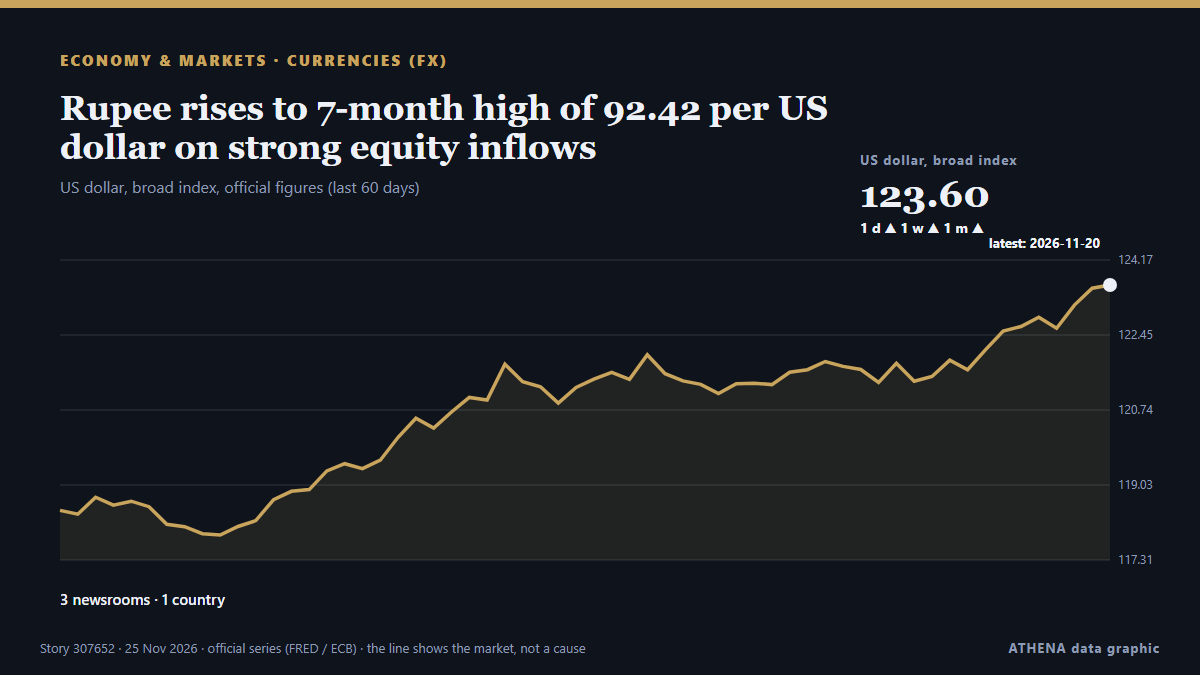 ECONOMY & MARKETS · CURRENCIES (FX)
Rupee rises to 7-month high of 92.42 per US
dollar on strong equity inflows
US dollar, broad index, official figures (last 60 days)
US dollar, broad index
123.60
1 d ▲ 1 w ▲ 1 m ▲
latest: 2026-11-20
124.17
122.45
120.74
119.03
117.31
3 newsrooms · 1 country
Story 307652 · 25 Nov 2026 · official series (FRED / ECB) · the line shows the market, not a cause
ATHENA data graphic